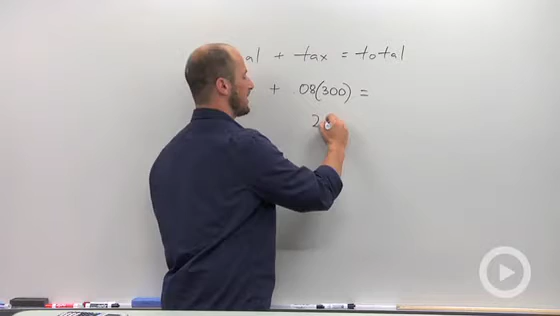 al + tax = total
+ .08(300) =
2